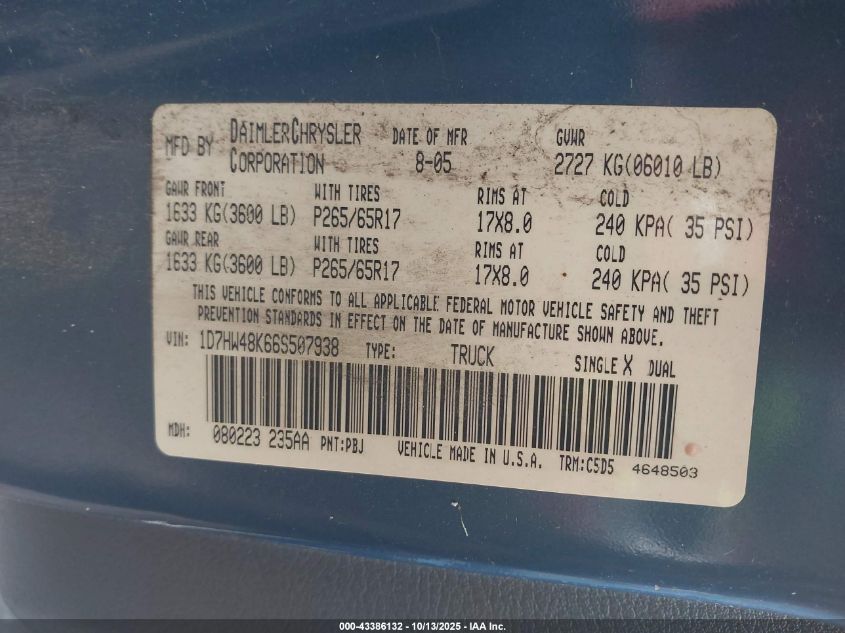 MFD BY DAIMLERCHRYSLER CORPORATION DATE OF MFR 8-05 GVWR 2727 KG(06010 LB)
GAWR FRONT WITH TIRES RIMS AT COLD
1633 KG(3600 LB) P265/65R17 17X8.0 240 KPA( 35 PSI)
GAWR REAR WITH TIRES RIMS AT COLD
1633 KG(3600 LB) P265/65R17 17X8.0 240 KPA( 35 PSI)
THIS VEHICLE CONFORMS TO ALL APPLICABLE FEDERAL MOTOR VEHICLE SAFETY AND THEFT
PREVENTION STANDARDS IN EFFECT ON THE DATE OF MANUFACTURE SHOWN ABOVE.
VIN: 1D7HW48K66S507938 TYPE: TRUCK SINGLE X DUAL
MDH: 080223 235AA PNT:PBJ VEHICLE MADE IN U.S.A. TRM:C5D5 4648503
000-43386132 - 10/13/2025 - IAA Inc.